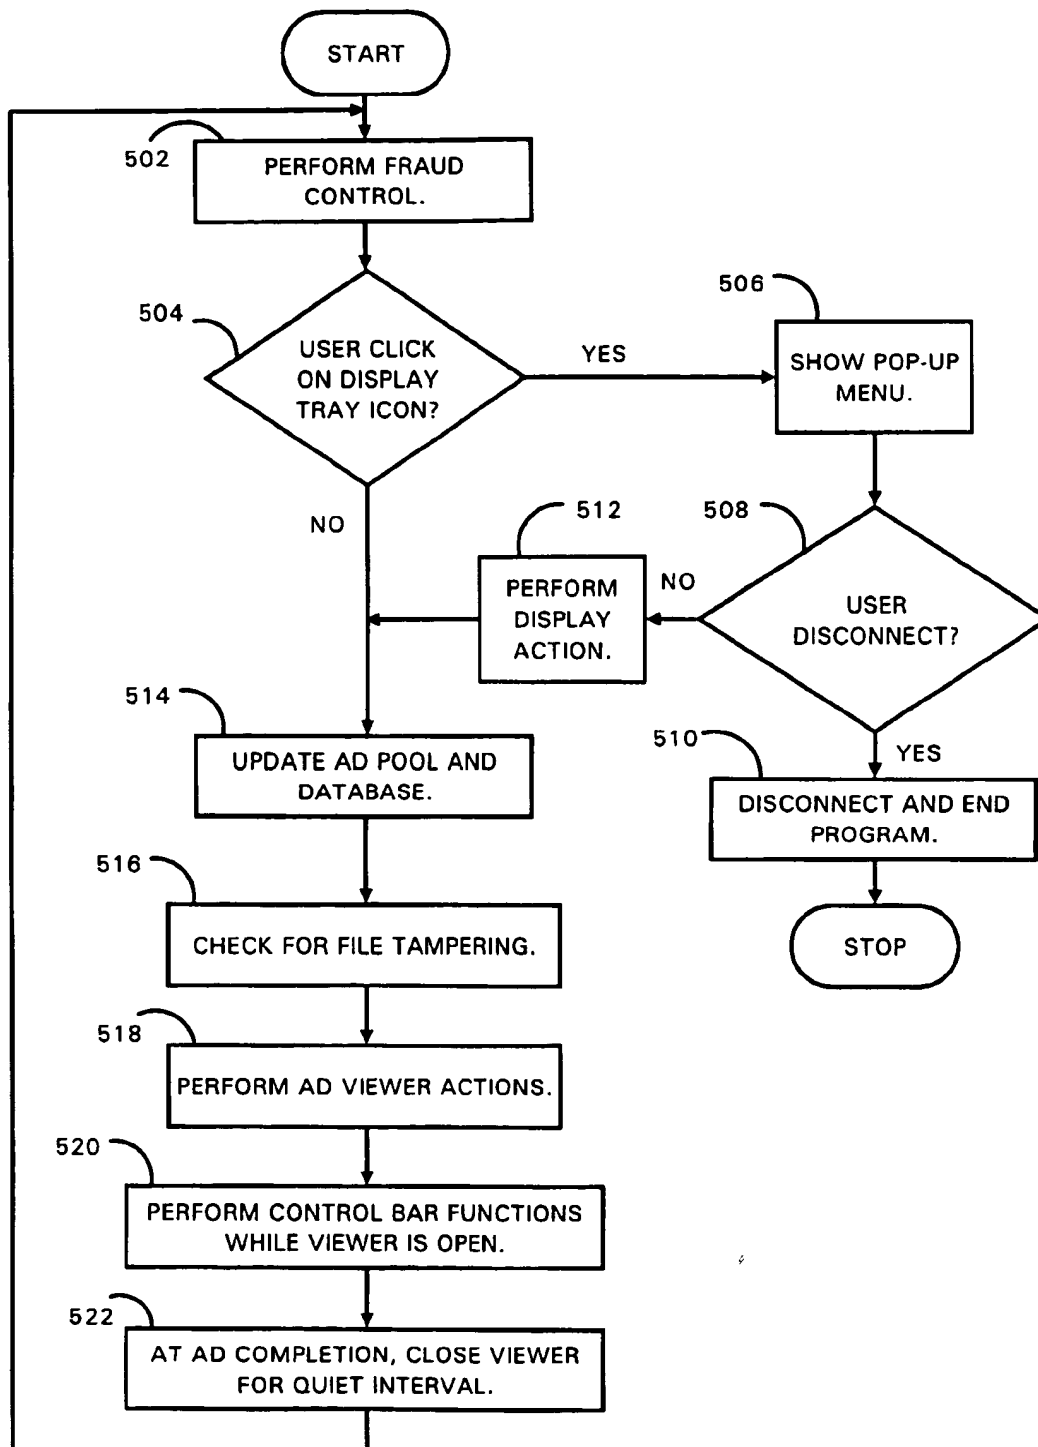 START
502
PERFORM FRAUD
CONTROL.
504
USER CLICK
ON DISPLAY
TRAY ICON?
YES
506
SHOW POP-UP
MENU.
NO
508
USER
DISCONNECT?
NO
512
PERFORM
DISPLAY
ACTION.
YES
510
DISCONNECT AND END
PROGRAM.
STOP
514
UPDATE AD POOL AND
DATABASE.
516
CHECK FOR FILE TAMPERING.
518
PERFORM AD VIEWER ACTIONS.
520
PERFORM CONTROL BAR FUNCTIONS
WHILE VIEWER IS OPEN.
522
AT AD COMPLETION, CLOSE VIEWER
FOR QUIET INTERVAL.